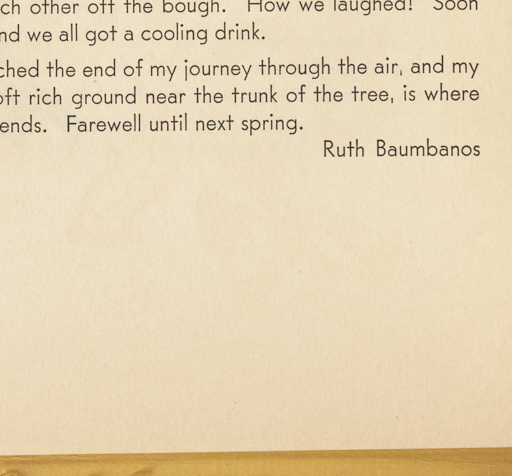 ch other off the bough. How we laughed! Soon
nd we all got a cooling drink.
ched the end of my journey through the air, and my
oft rich ground near the trunk of the tree, is where
ends. Farewell until next spring.
Ruth Baumbanos